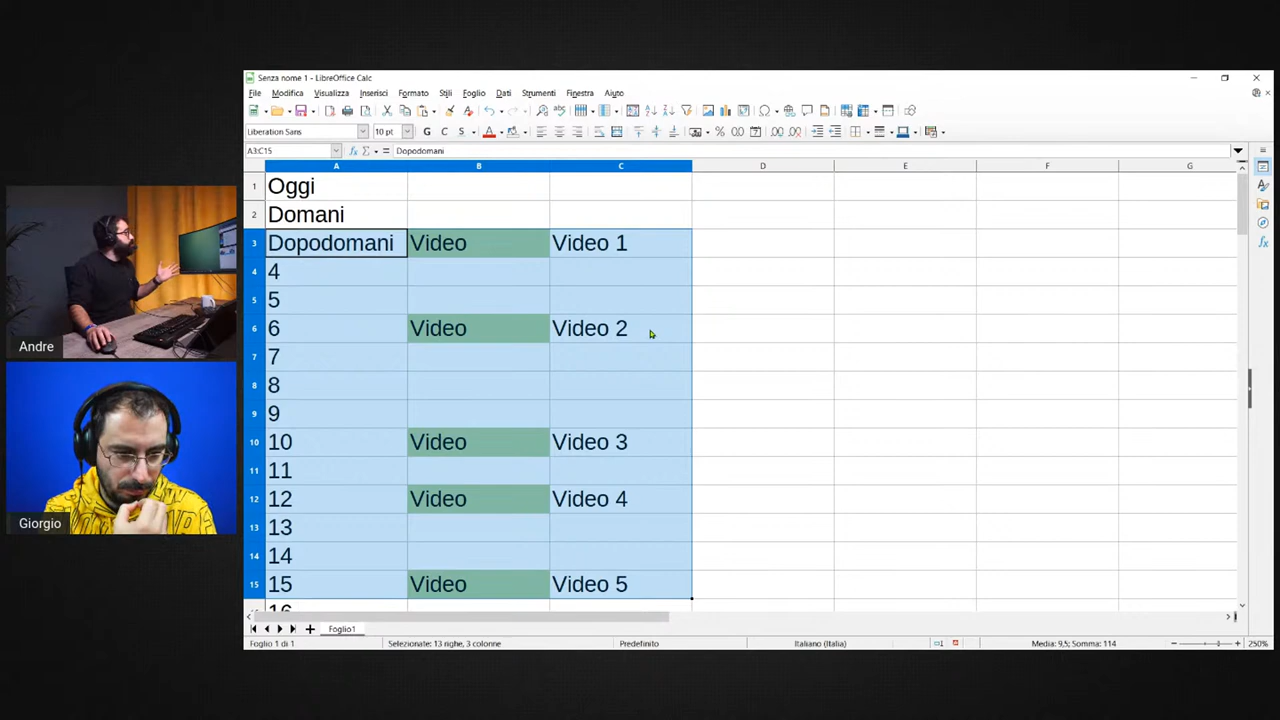 Senza nome 1 - LibreOffice Calc
File Modifica Visualizza Inserisci Formato Stili Foglio Dati Strumenti Finestra Aiuto
Liberation Sans 10 pt G C S
A3:C15 Dopodomani
A B C D E F G
1 Oggi
2 Domani
3 Dopodomani Video Video 1
4 4
5 5
6 6 Video Video 2
7 7
8 8
9 9
10 10 Video Video 3
11 11
12 12 Video Video 4
13 13
14 14
15 15 Video Video 5
16
Foglio1
Foglio 1 di 1 Selezionate: 13 righe, 3 colonne Predefinito Italiano (Italia) Media: 9,5; Somma: 114 250%
Andre
Giorgio